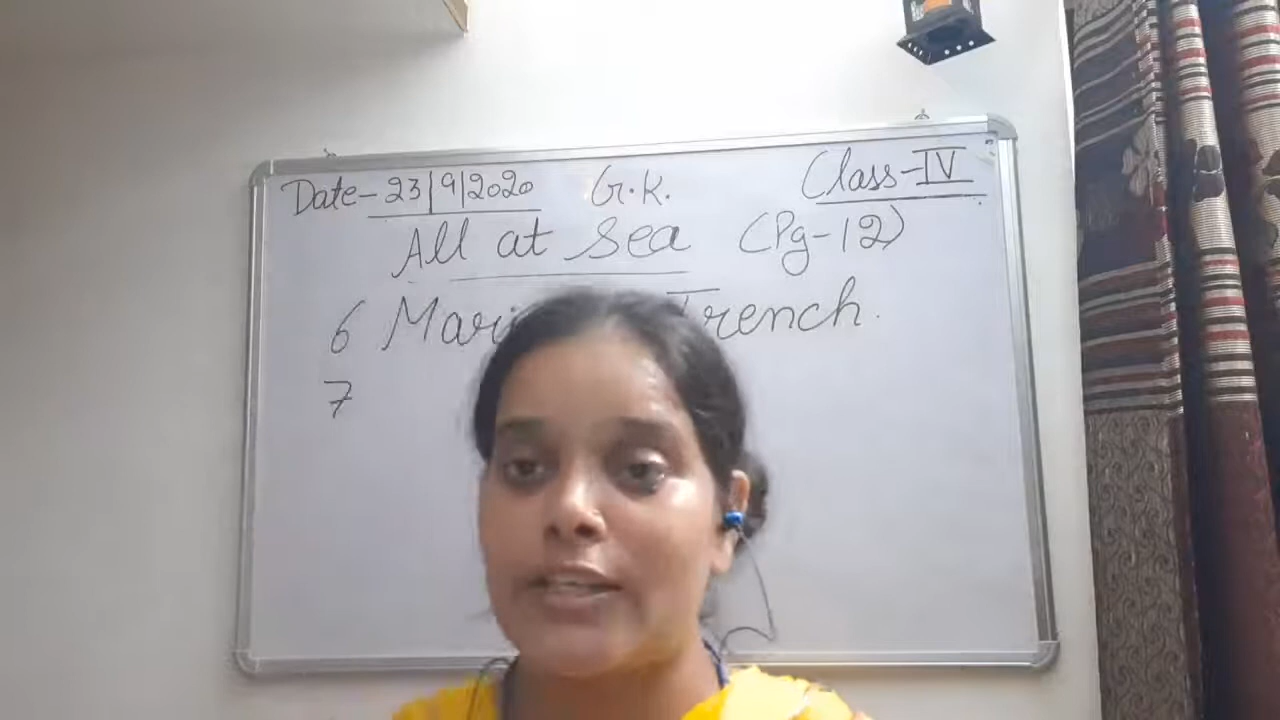 Date-23|9|2020 G.K. Class-IV
All at Sea (Pg-12)
6 Mari Trench.
7